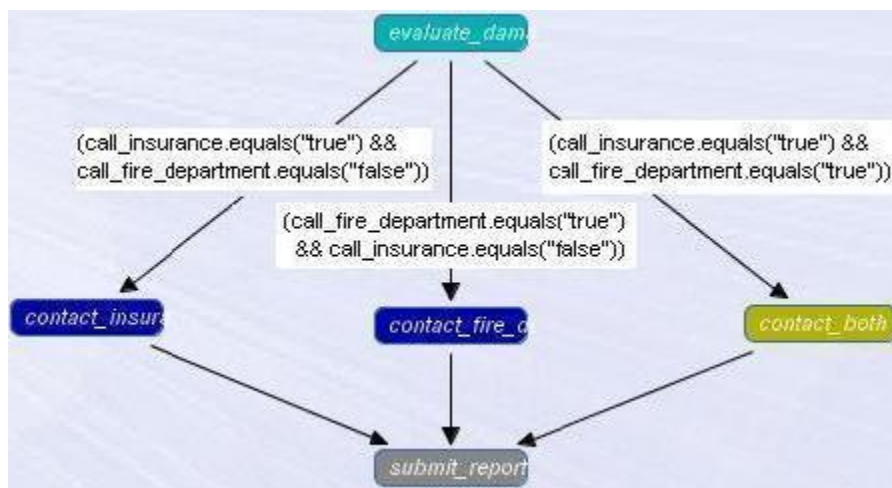 evaluate_dama
(call_insurance.equals("true") &&
call_fire_department.equals("false"))
(call_insurance.equals("true") &&
call_fire_department.equals("true"))
(call_fire_department.equals("true")
&& call_insurance.equals("false"))
contact_insura
contact_fire_d
contact_both
submit_report